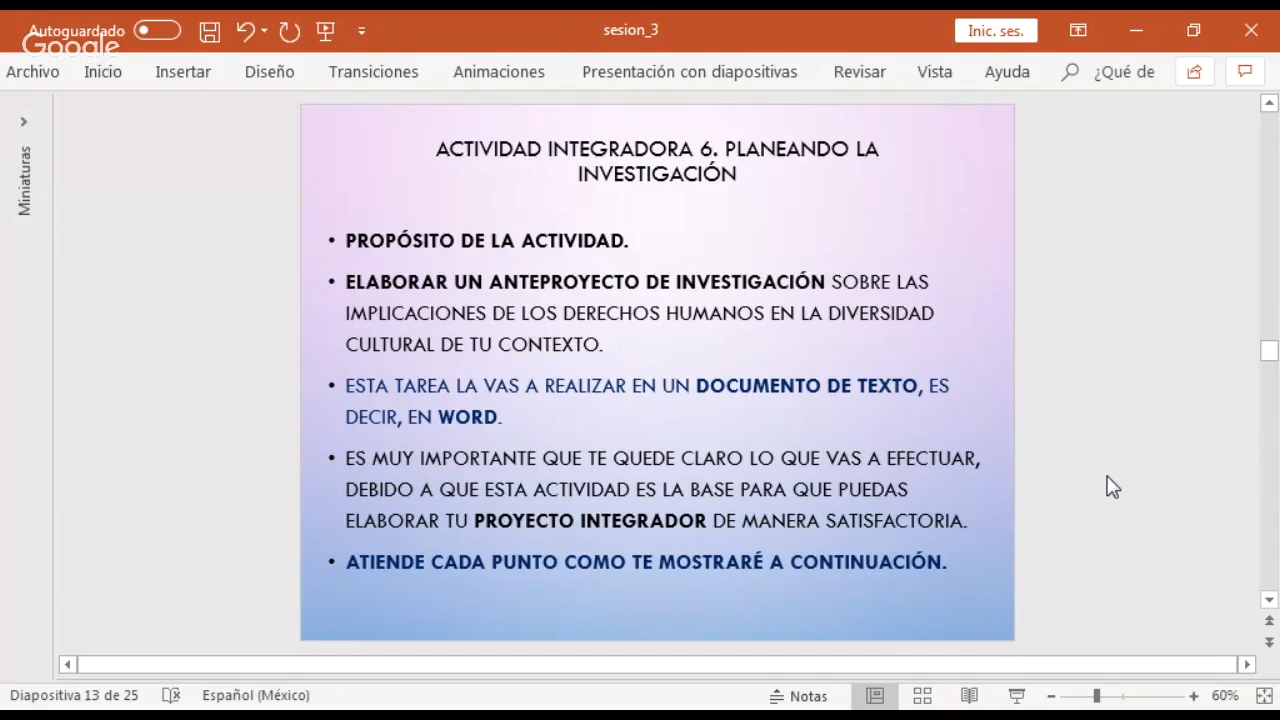 Autoguardado
Google
sesion_3
Inic. ses.
Archivo Inicio Insertar Diseño Transiciones Animaciones Presentación con diapositivas Revisar Vista Ayuda ¿Qué de
Miniaturas
ACTIVIDAD INTEGRADORA 6. PLANEANDO LA
INVESTIGACIÓN
• PROPÓSITO DE LA ACTIVIDAD.
• ELABORAR UN ANTEPROYECTO DE INVESTIGACIÓN SOBRE LAS
IMPLICACIONES DE LOS DERECHOS HUMANOS EN LA DIVERSIDAD
CULTURAL DE TU CONTEXTO.
• ESTA TAREA LA VAS A REALIZAR EN UN DOCUMENTO DE TEXTO, ES
DECIR, EN WORD.
• ES MUY IMPORTANTE QUE TE QUEDE CLARO LO QUE VAS A EFECTUAR,
DEBIDO A QUE ESTA ACTIVIDAD ES LA BASE PARA QUE PUEDAS
ELABORAR TU PROYECTO INTEGRADOR DE MANERA SATISFACTORIA.
• ATIENDE CADA PUNTO COMO TE MOSTRARÉ A CONTINUACIÓN.
Diapositiva 13 de 25 Español (México) Notas 60%